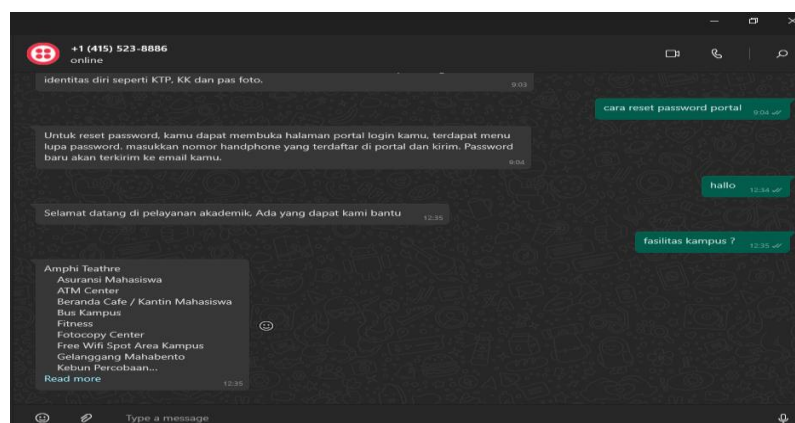 +1 (415) 523-8886
online
identitas diri seperti KTP, KK dan pas foto.
9:03
cara reset password portal
9:04
Untuk reset password, kamu dapat membuka halaman portal login kamu, terdapat menu
lupa password. masukkan nomor handphone yang terdaftar di portal dan kirim. Password
baru akan terkirim ke email kamu.
9:04
hallo
12:34
Selamat datang di pelayanan akademik. Ada yang dapat kami bantu
12:35
fasilitas kampus ?
12:35
Amphi Teathre
Asuransi Mahasiswa
ATM Center
Beranda Cafe / Kantin Mahasiswa
Bus Kampus
Fitness
Fotocopy Center
Free Wifi Spot Area Kampus
Gelanggang Mahabento
Kebun Percobaan...
Read more
12:35
Type a message